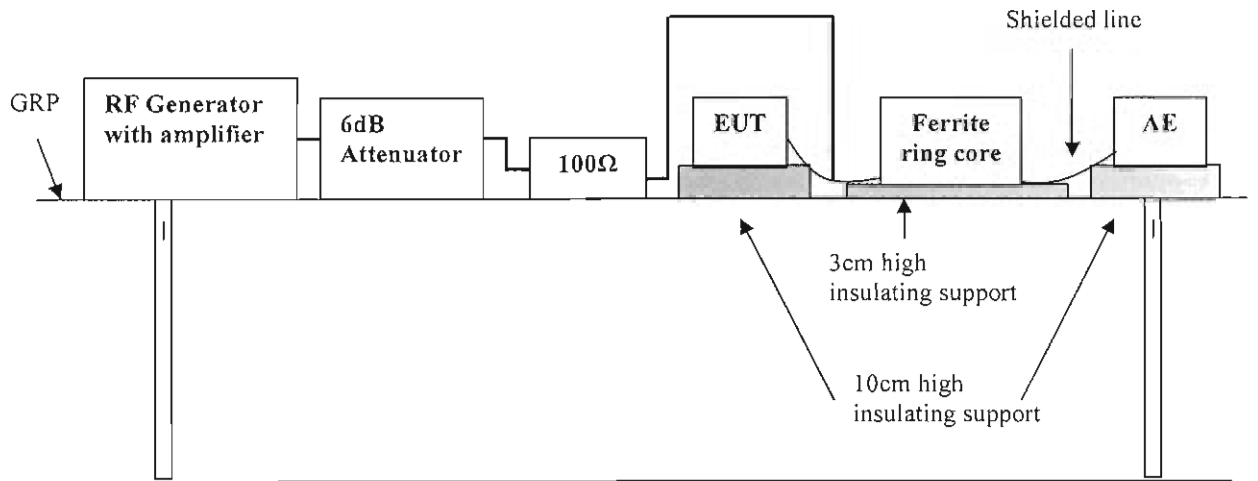 Shielded line
GRP
RF Generator
with amplifier
6dB
Attenuator
100Ω
EUT
Ferrite
ring core
AE
3cm high
insulating support
10cm high
insulating support